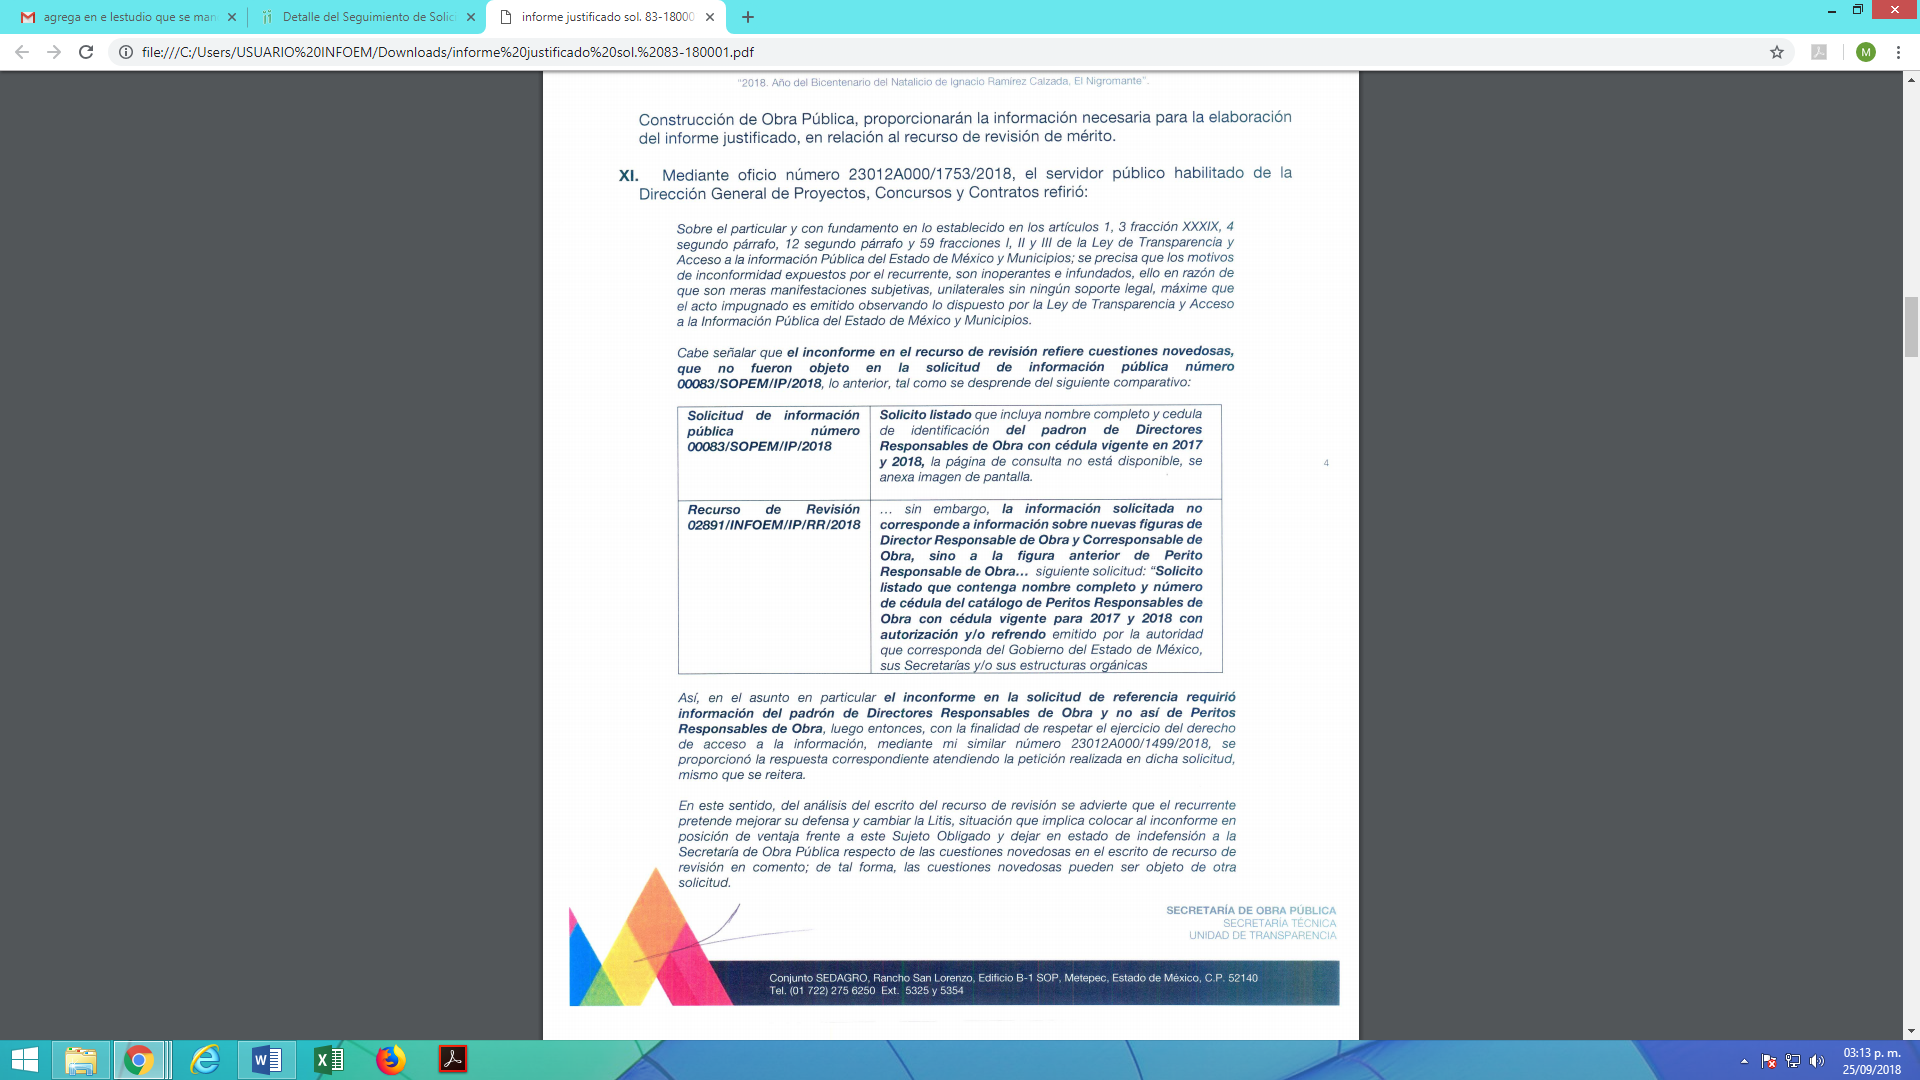 agrega en e lestudio que se man
Detalle del Seguimiento de Solic
informe justificado sol. 83-18000
file:///C:/Users/USUARIO%20INFOEM/Downloads/informe%20justificado%20sol.%2083-180001.pdf
M
"2018. Año del Bicentenario del Natalicio de Ignacio Ramírez Calzada, El Nigromante".
Construcción de Obra Pública, proporcionarán la información necesaria para la elaboración
del informe justificado, en relación al recurso de revisión de mérito.
XI. Mediante oficio número 23012A000/1753/2018, el servidor público habilitado de la
Dirección General de Proyectos, Concursos y Contratos refirió:
Sobre el particular y con fundamento en lo establecido en los artículos 1, 3 fracción XXXIX, 4
segundo párrafo, 12 segundo párrafo y 59 fracciones I, II y III de la Ley de Transparencia y
Acceso a la información Pública del Estado de México y Municipios; se precisa que los motivos
de inconformidad expuestos por el recurrente, son inoperantes e infundados, ello en razón de
que son meras manifestaciones subjetivas, unilaterales sin ningún soporte legal, máxime que
el acto impugnado es emitido observando lo dispuesto por la Ley de Transparencia y Acceso
a la Información Pública del Estado de México y Municipios.
Cabe señalar que el inconforme en el recurso de revisión refiere cuestiones novedosas,
que no fueron objeto en la solicitud de información pública número
00083/SOPEM/IP/2018, lo anterior, tal como se desprende del siguiente comparativo:
Solicitud de información
pública número
00083/SOPEM/IP/2018
Solicito listado que incluya nombre completo y cedula
de identificación del padron de Directores
Responsables de Obra con cédula vigente en 2017
y 2018, la página de consulta no está disponible, se
anexa imagen de pantalla.
4
Recurso de Revisión
02891/INFOEM/IP/RR/2018
... sin embargo, la información solicitada no
corresponde a información sobre nuevas figuras de
Director Responsable de Obra y Corresponsable de
Obra, sino a la figura anterior de Perito
Responsable de Obra... siguiente solicitud: "Solicito
listado que contenga nombre completo y número
de cédula del catálogo de Peritos Responsables de
Obra con cédula vigente para 2017 y 2018 con
autorización y/o refrendo emitido por la autoridad
que corresponda del Gobierno del Estado de México,
sus Secretarías y/o sus estructuras orgánicas
Así, en el asunto en particular el inconforme en la solicitud de referencia requirió
información del padrón de Directores Responsables de Obra y no así de Peritos
Responsables de Obra, luego entonces, con la finalidad de respetar el ejercicio del derecho
de acceso a la información, mediante mi similar número 23012A000/1499/2018, se
proporcionó la respuesta correspondiente atendiendo la petición realizada en dicha solicitud,
mismo que se reitera.
En este sentido, del análisis del escrito del recurso de revisión se advierte que el recurrente
pretende mejorar su defensa y cambiar la Litis, situación que implica colocar al inconforme en
posición de ventaja frente a este Sujeto Obligado y dejar en estado de indefensión a la
Secretaría de Obra Pública respecto de las cuestiones novedosas en el escrito de recurso de
revisión en comento; de tal forma, las cuestiones novedosas pueden ser objeto de otra
solicitud.
SECRETARÍA DE OBRA PÚBLICA
SECRETARÍA TÉCNICA
UNIDAD DE TRANSPARENCIA
Conjunto SEDAGRO, Rancho San Lorenzo, Edificio B-1 SOP, Metepec, Estado de México, C.P. 52140
Tel. (01 722) 275 6250 Ext. 5325 y 5354
03:13 p. m.
25/09/2018